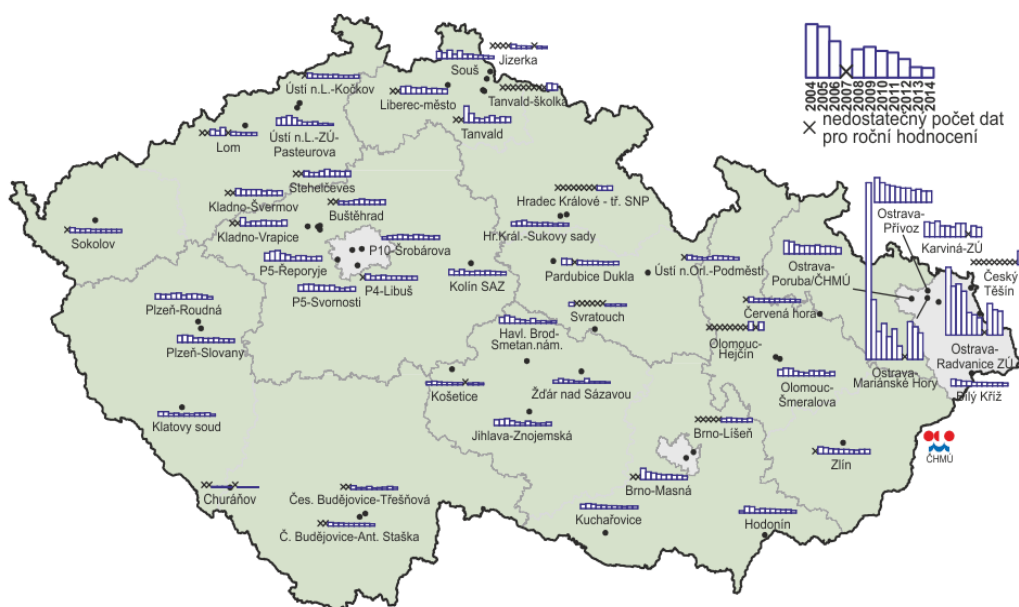 Jizerka
Souš
Ústí n.L.-Kočkov
Liberec-město
Tanvald-školka
Tanvald
Lom
Ústí n.L.-ZÚ-
Pasteurova
2004
2005
2006
2007
2008
2009
2010
2011
2012
2013
2014
× nedostatečný počet dat
pro roční hodnocení
Stehelčeves
Kladno-Švermov
Buštěhrad
Hradec Králové - tř. SNP
Ostrava-
Přívoz
Karviná-ZÚ
Sokolov
Kladno-Vrapice
P10-Šrobárova
Hr.Král.-Sukovy sady
P5-Řeporyje
P4-Libuš
Kolín SAZ
Pardubice Dukla
Ústí n.Orl.-Podměstí
Ostrava-
Poruba/ČHMÚ
Český
Těšín
P5-Svornosti
Plzeň-Roudná
Svratouch
Červená hora
Plzeň-Slovany
Havl. Brod-
Smetan.nám.
Olomouc-
Hejčín
Ostrava-
Radvanice ZÚ
Ostrava-
Mariánské Hory
Bílý Kříž
Košetice
Žďár nad Sázavou
Olomouc-
Šmeralova
Klatovy soud
Jihlava-Znojemská
Brno-Líšeň
Zlín
ČHMÚ
Churáňov
Čes. Budějovice-Třešňová
Brno-Masná
Č. Budějovice-Ant. Staška
Kuchařovice
Hodonín